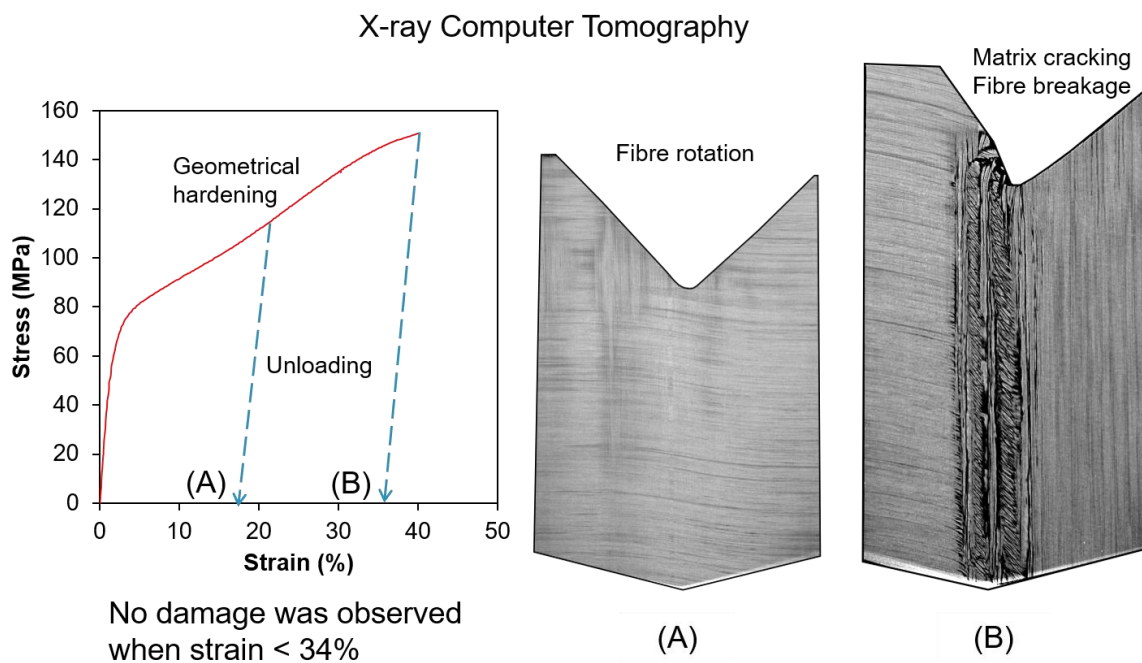 X-ray Computer Tomography
160
140
120
100
80
60
40
20
0
Stress (MPa)
Geometrical
hardening
Unloading
(A)
(B)
0 10 20 30 40 50
Strain (%)
No damage was observed
when strain < 34%
Fibre rotation
(A)
Matrix cracking
Fibre breakage
(B)